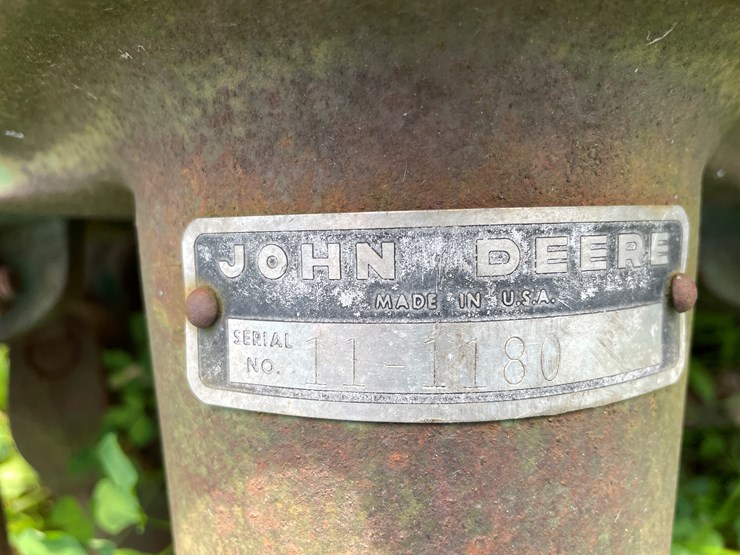 JOHN DEERE
MADE IN U.S.A.
SERIAL
NO. 11-1180